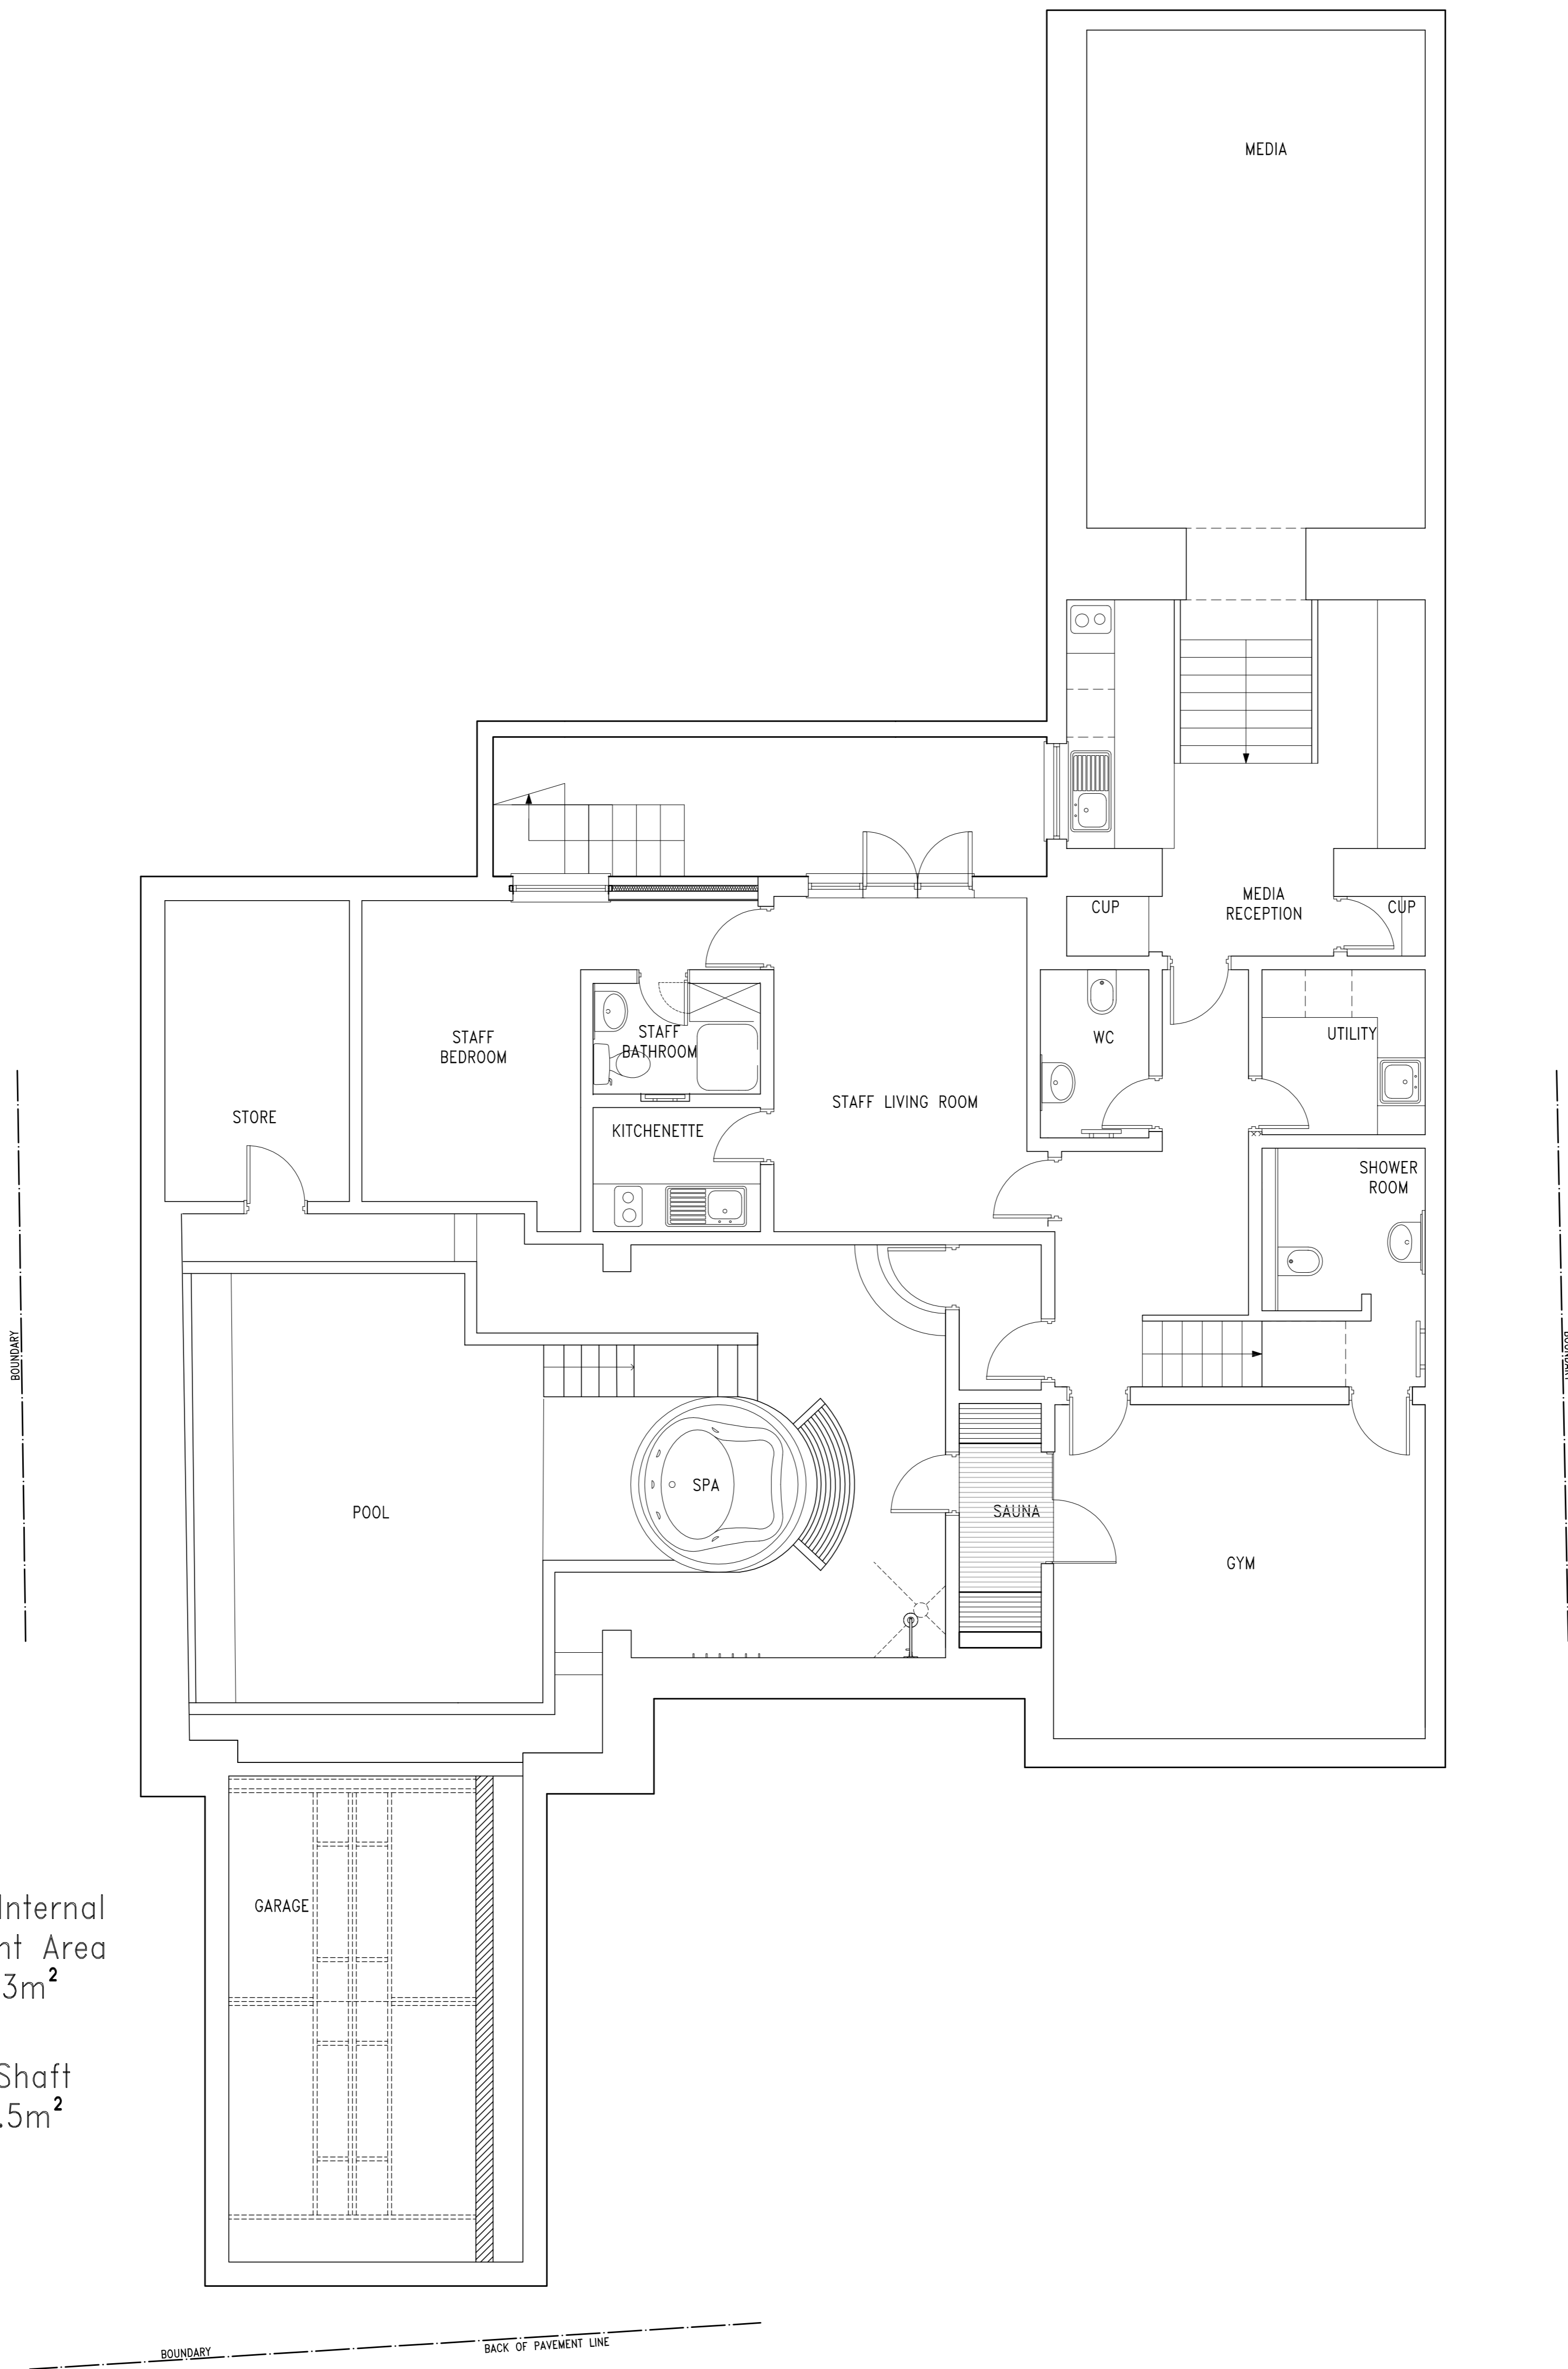 MEDIA
CUP
MEDIA
RECEPTION
CUP
STAFF
BEDROOM
STAFF
BATHROOM
WC
UTILITY
STORE
KITCHENETTE
STAFF LIVING ROOM
SHOWER
ROOM
BOUNDARY
BOUNDARY
POOL
SPA
SAUNA
GYM
GARAGE
Internal
nt Area
3m²
Shaft
.5m²
BOUNDARY
BACK OF PAVEMENT LINE